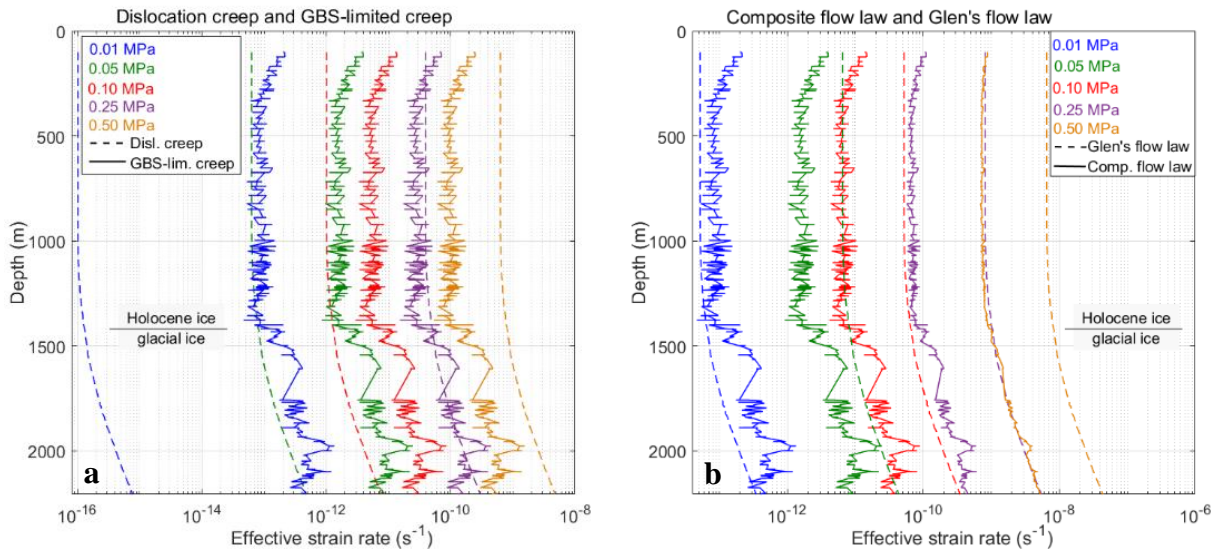 Dislocation creep and GBS-limited creep
0
500
1000
1500
2000
Depth (m)
0.01 MPa
0.05 MPa
0.10 MPa
0.25 MPa
0.50 MPa
Disl. creep
GBS-lim. creep
Holocene ice
glacial ice
a
10⁻¹⁶
10⁻¹⁴
10⁻¹²
10⁻¹⁰
10⁻⁸
Effective strain rate (s⁻¹)
Composite flow law and Glen's flow law
0
500
1000
1500
2000
Depth (m)
0.01 MPa
0.05 MPa
0.10 MPa
0.25 MPa
0.50 MPa
Glen's flow law
Comp. flow law
Holocene ice
glacial ice
b
10⁻¹²
10⁻¹⁰
10⁻⁸
10⁻⁶
Effective strain rate (s⁻¹)